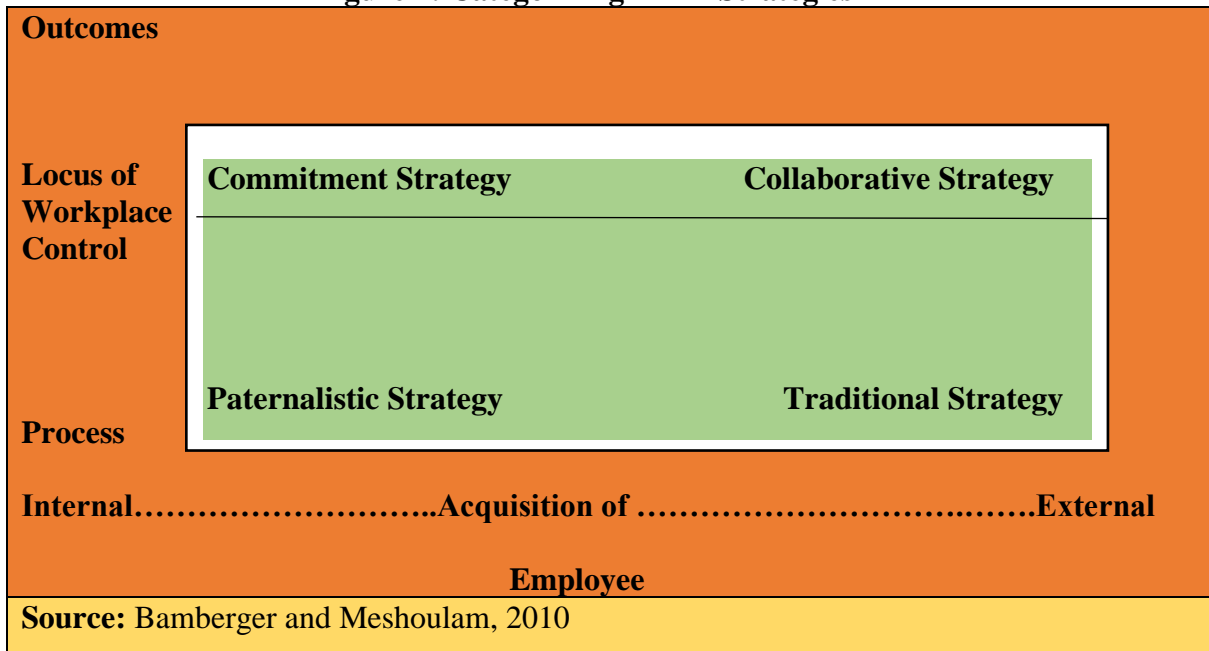 Outcomes
Locus of
Workplace
Control
Commitment Strategy
Collaborative Strategy
Paternalistic Strategy
Traditional Strategy
Process
Internal………………………..Acquisition of ………………………….…….External
Employee
Source: Bamberger and Meshoulam, 2010